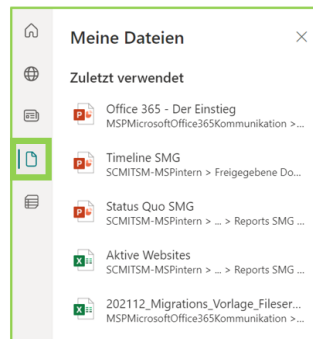 Meine Dateien
Zuletzt verwendet
Office 365 - Der Einstieg
MSPMicrosoftOffice365Kommunikation >...
Timeline SMG
SCMITSM-MSPintern > Freigegebene Do...
Status Quo SMG
SCMITSM-MSPintern > ... > Reports SMG ...
Aktive Websites
SCMITSM-MSPintern > ... > Reports SMG ...
202112_Migrations_Vorlage_Fileser...
MSPMicrosoftOffice365Kommunikation >...